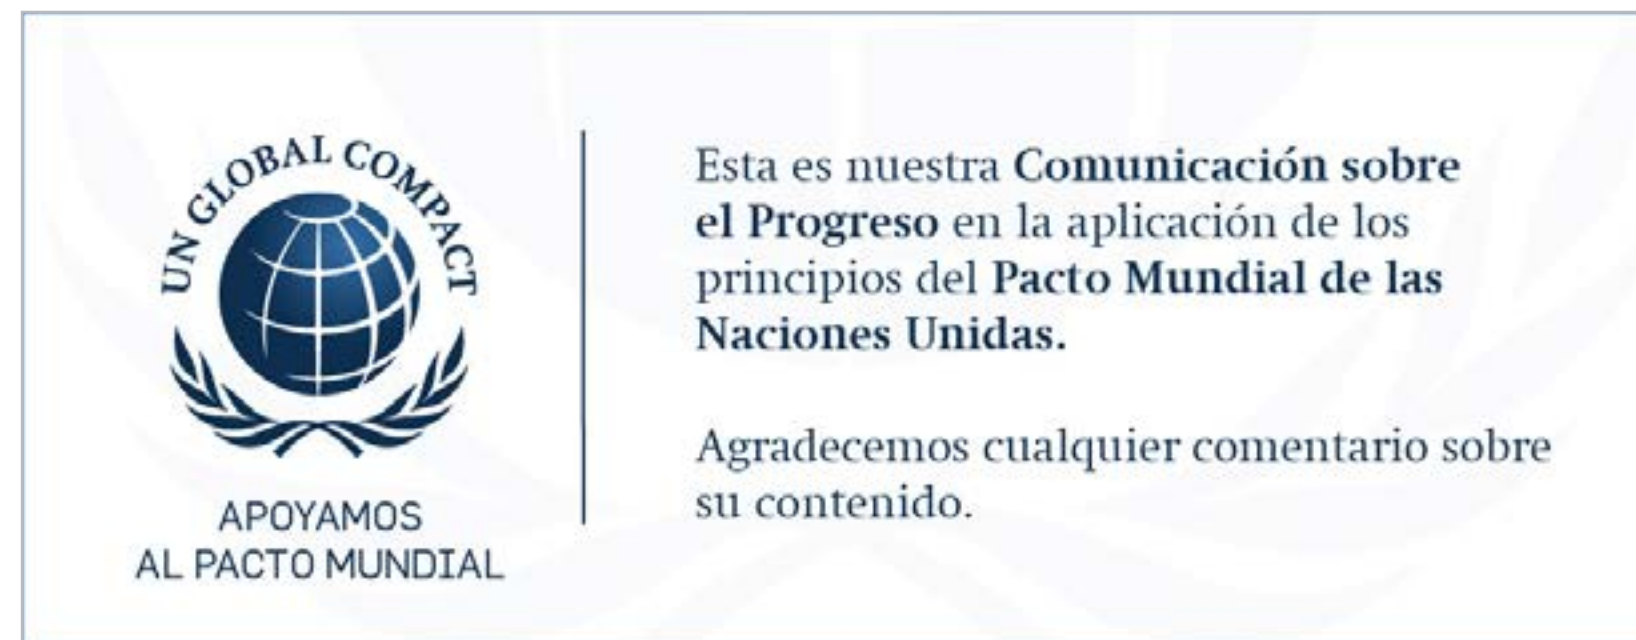 UN GLOBAL COMPACT
APOYAMOS
AL PACTO MUNDIAL
Esta es nuestra Comunicación sobre
el Progreso en la aplicación de los
principios del Pacto Mundial de las
Naciones Unidas.
Agradecemos cualquier comentario sobre
su contenido.